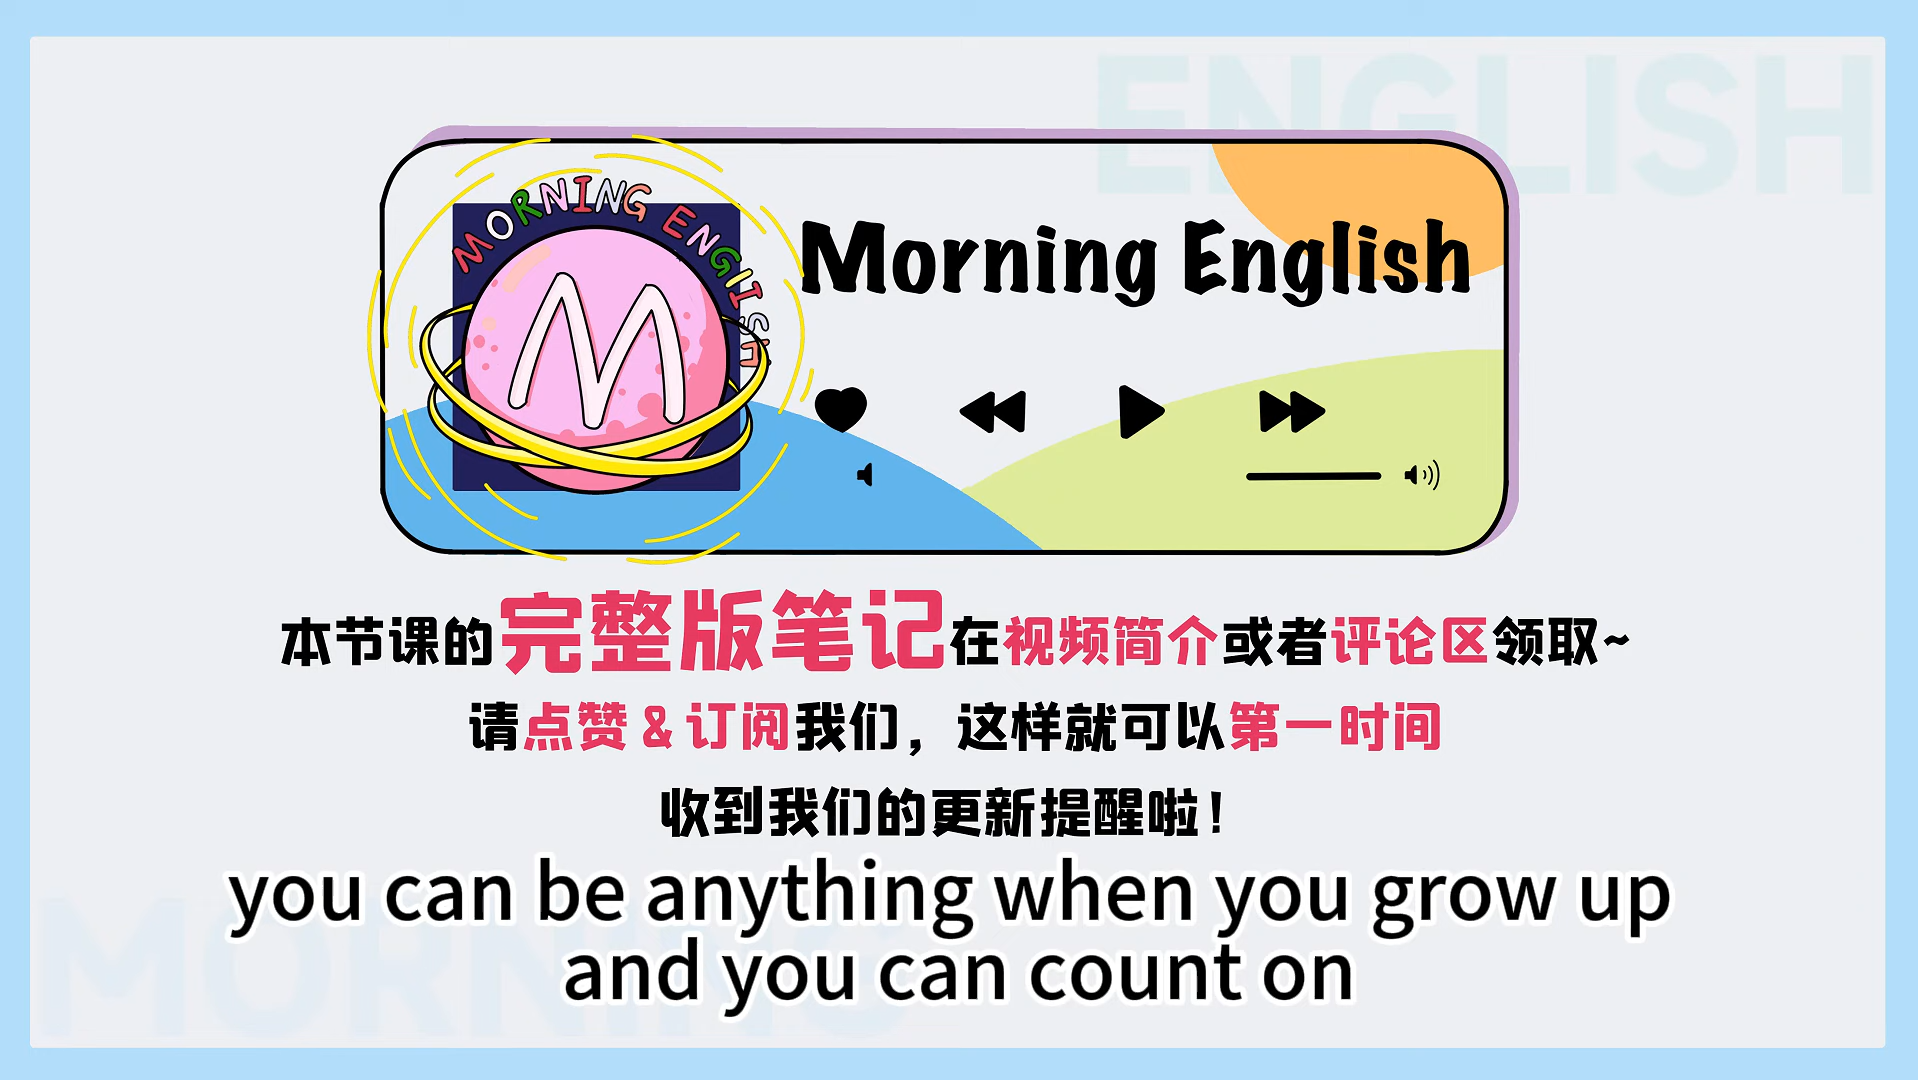 ENGLISH
MORNING ENGLISH
M
Morning English
本节课的完整版笔记在视频简介或者评论区领取~
请点赞&订阅我们，这样就可以第一时间
收到我们的更新提醒啦！
you can be anything when you grow up
and you can count on
MORNING